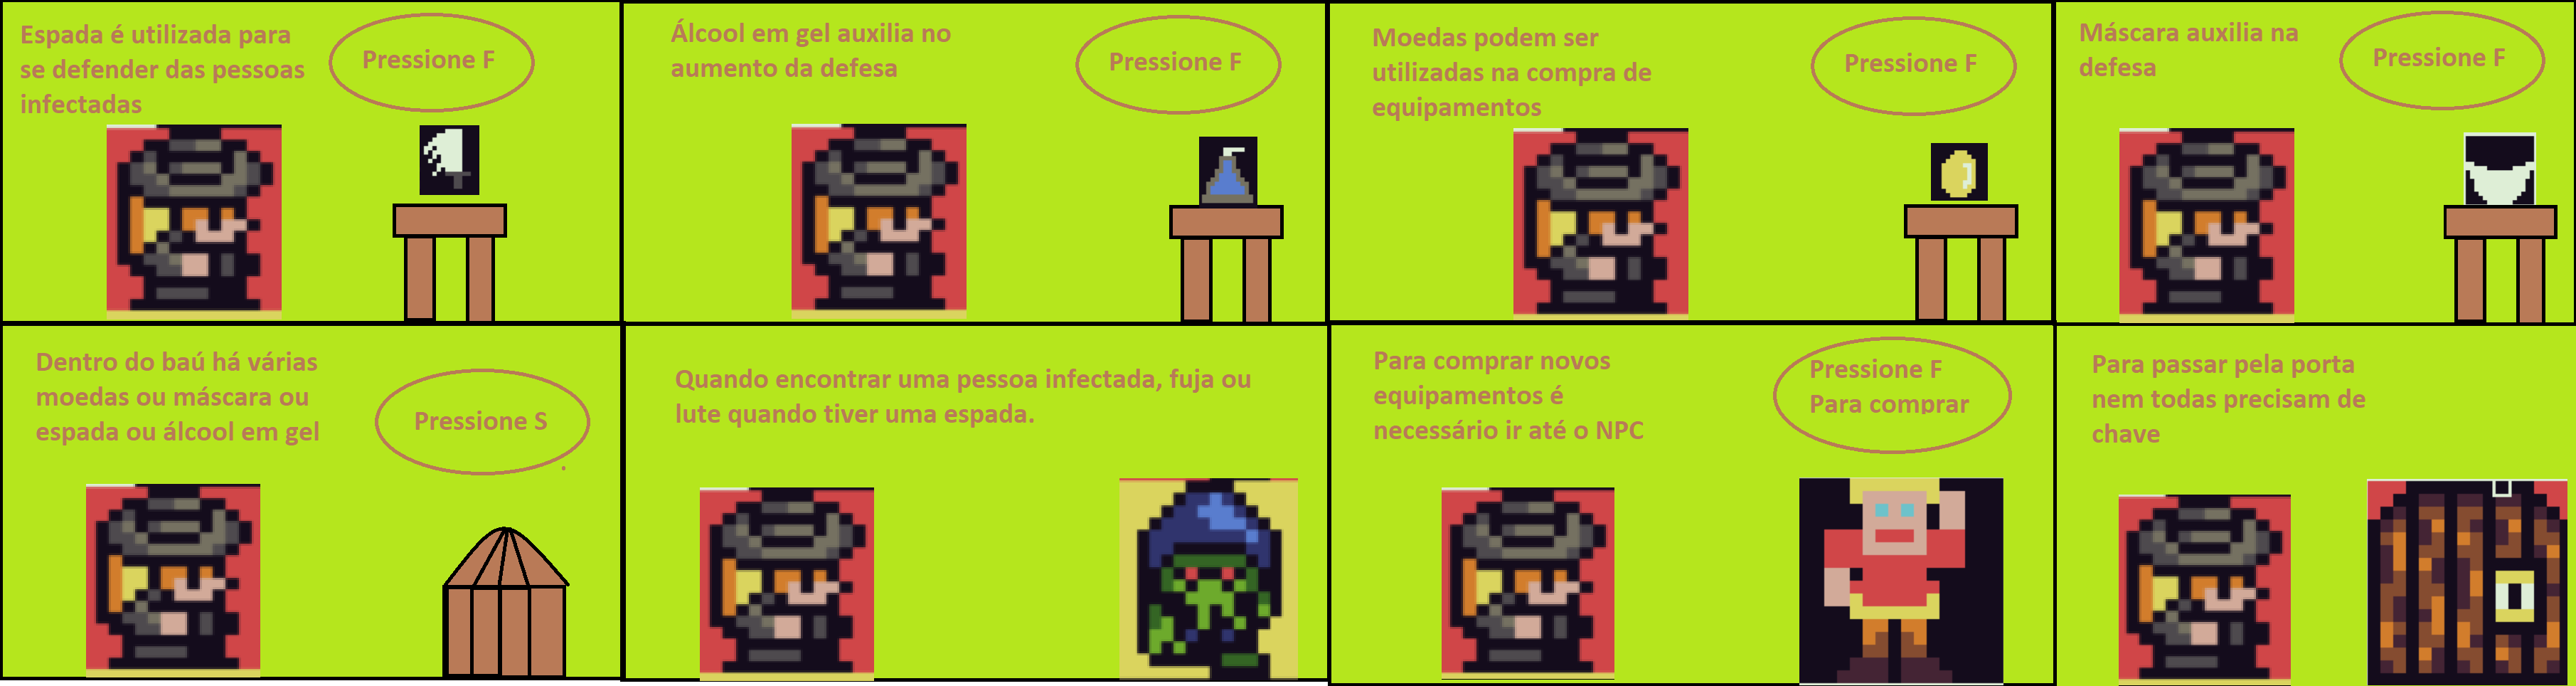 Espada é utilizada para
se defender das pessoas
infectadas
Pressione F
Álcool em gel auxilia no
aumento da defesa
Pressione F
Moedas podem ser
utilizadas na compra de
equipamentos
Pressione F
Máscara auxilia na
defesa
Pressione F
Dentro do baú há várias
moedas ou máscara ou
espada ou álcool em gel
Pressione S
Quando encontrar uma pessoa infectada, fuja ou
lute quando tiver uma espada.
Para comprar novos
equipamentos é
necessário ir até o NPC
Pressione F
Para comprar
Para passar pela porta
nem todas precisam de
chave